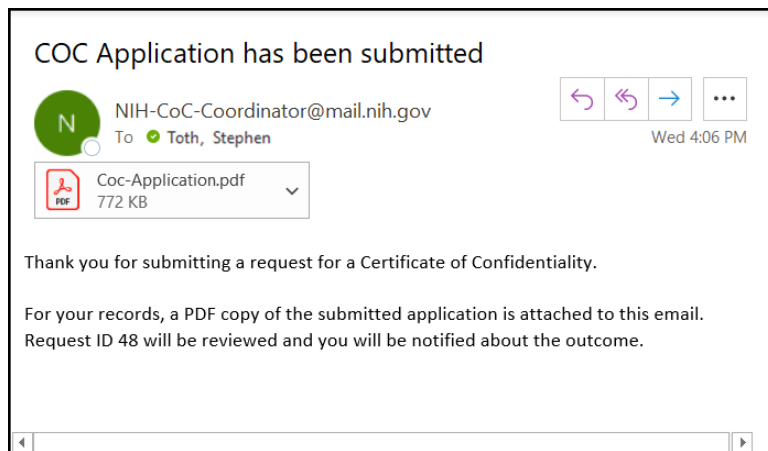 COC Application has been submitted
N
NIH-CoC-Coordinator@mail.nih.gov
To Toth, Stephen
Wed 4:06 PM
PDF
Coc-Application.pdf
772 KB
Thank you for submitting a request for a Certificate of Confidentiality.
For your records, a PDF copy of the submitted application is attached to this email.
Request ID 48 will be reviewed and you will be notified about the outcome.